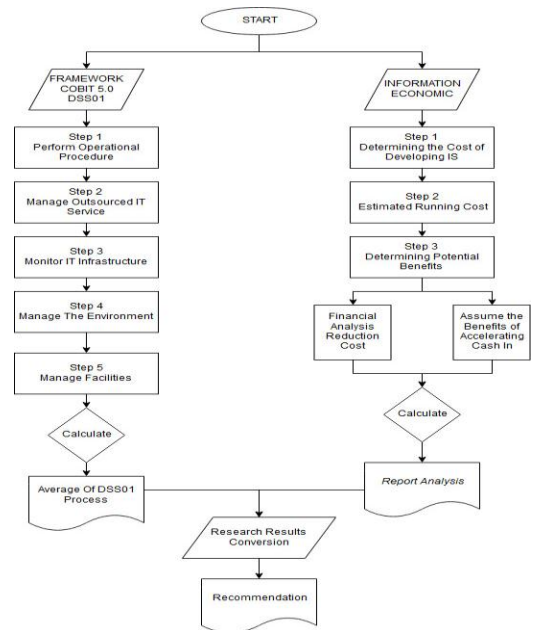 START
FRAMEWORK
COBIT 5.0
DSS01
Step 1
Perform Operational
Procedure
Step 2
Manage Outsourced IT
Service
Step 3
Monitor IT Infrastructure
Step 4
Manage The Environment
Step 5
Manage Facilities
Calculate
Average Of DSS01
Process
INFORMATION
ECONOMIC
Step 1
Determining the Cost of
Developing IS
Step 2
Estimated Running Cost
Step 3
Determining Potential
Benefits
Financial
Analysis
Reduction
Cost
Assume the
Benefits of
Accelerating
Cash In
Calculate
Report Analysis
Research Results
Conversion
Recommendation